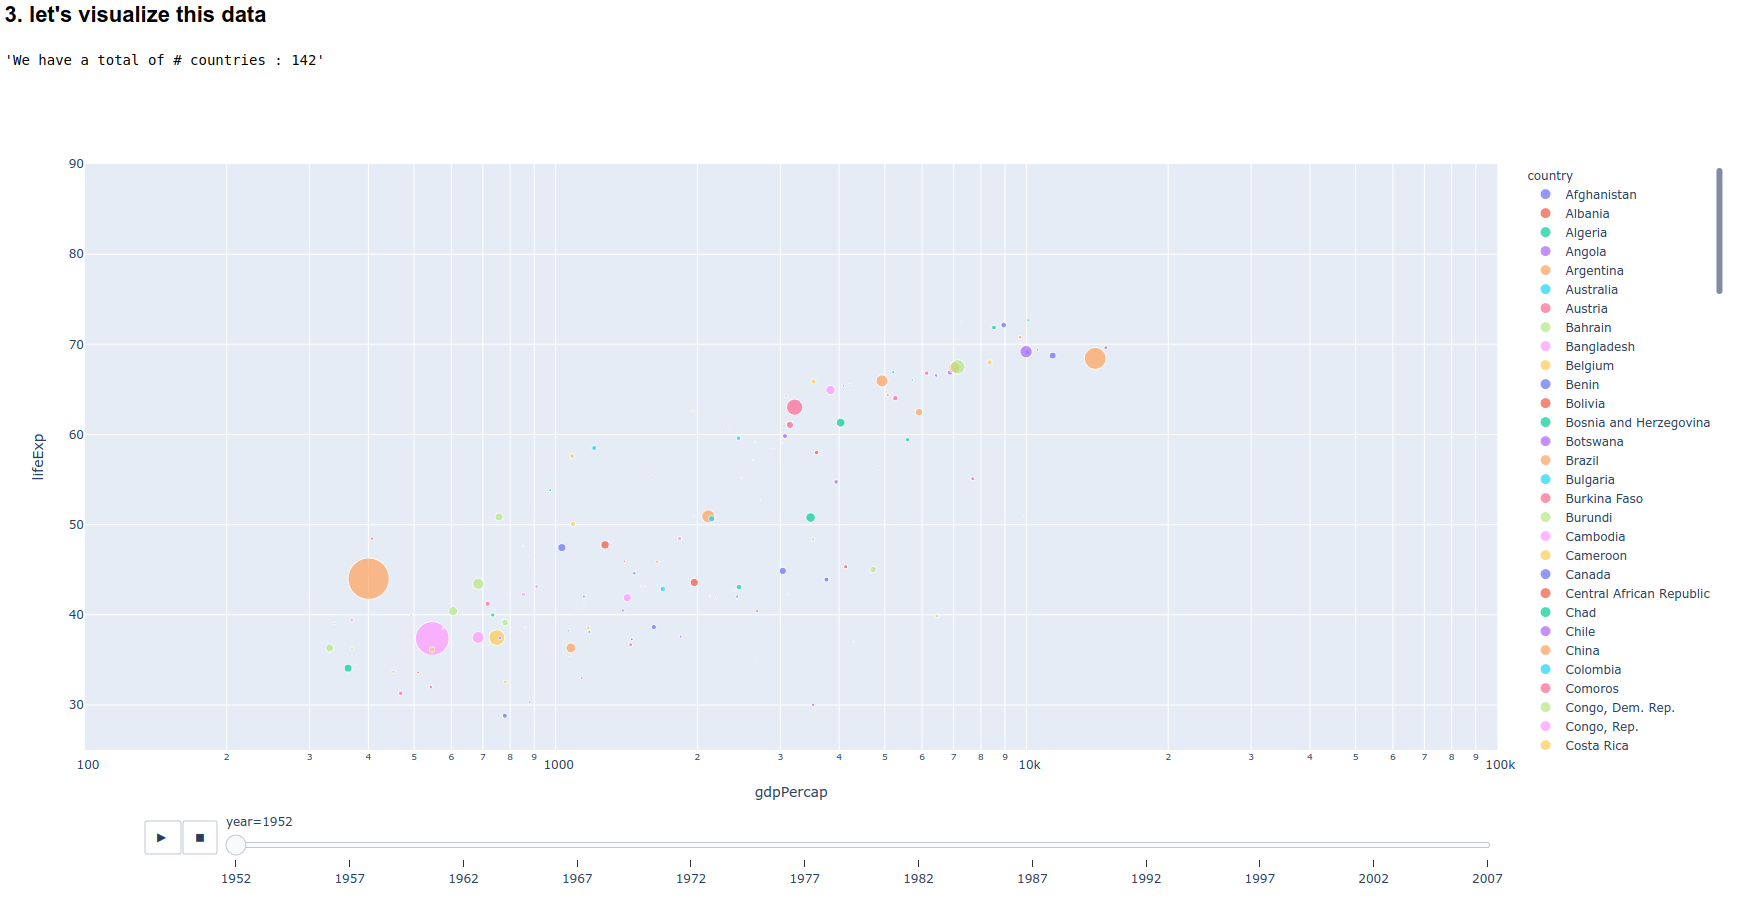 3. let's visualize this data
'We have a total of # countries : 142'
90
80
70
60
50
40
30
lifeExp
100 2 3 4 5 6 7 8 9 1000 2 3 4 5 6 7 8 9 10k 2 3 4 5 6 7 8 9 100k
gdpPercap
country
Afghanistan
Albania
Algeria
Angola
Argentina
Australia
Austria
Bahrain
Bangladesh
Belgium
Benin
Bolivia
Bosnia and Herzegovina
Botswana
Brazil
Bulgaria
Burkina Faso
Burundi
Cambodia
Cameroon
Canada
Central African Republic
Chad
Chile
China
Colombia
Comoros
Congo, Dem. Rep.
Congo, Rep.
Costa Rica
year=1952
1952 1957 1962 1967 1972 1977 1982 1987 1992 1997 2002 2007